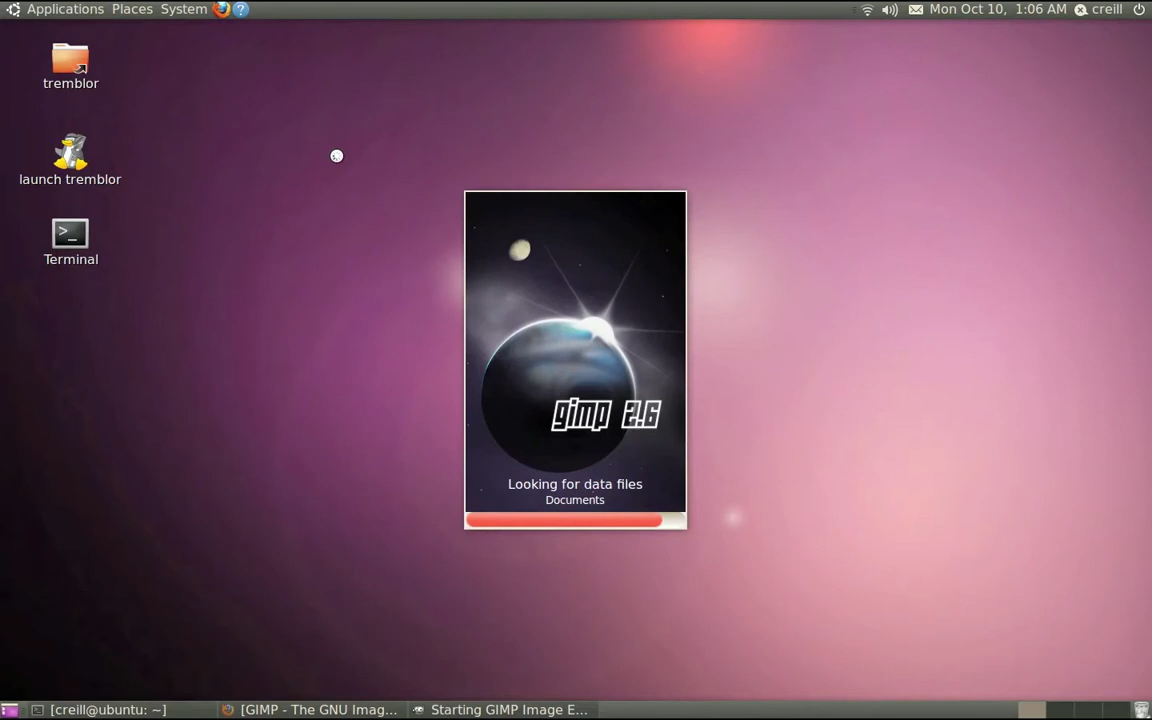 Applications Places System Mon Oct 10, 1:06 AM creill
tremblor
launch tremblor
>_
Terminal
gimp 2.6
Looking for data files
Documents
[creill@ubuntu: ~] [GIMP - The GNU Imag... Starting GIMP Image E...